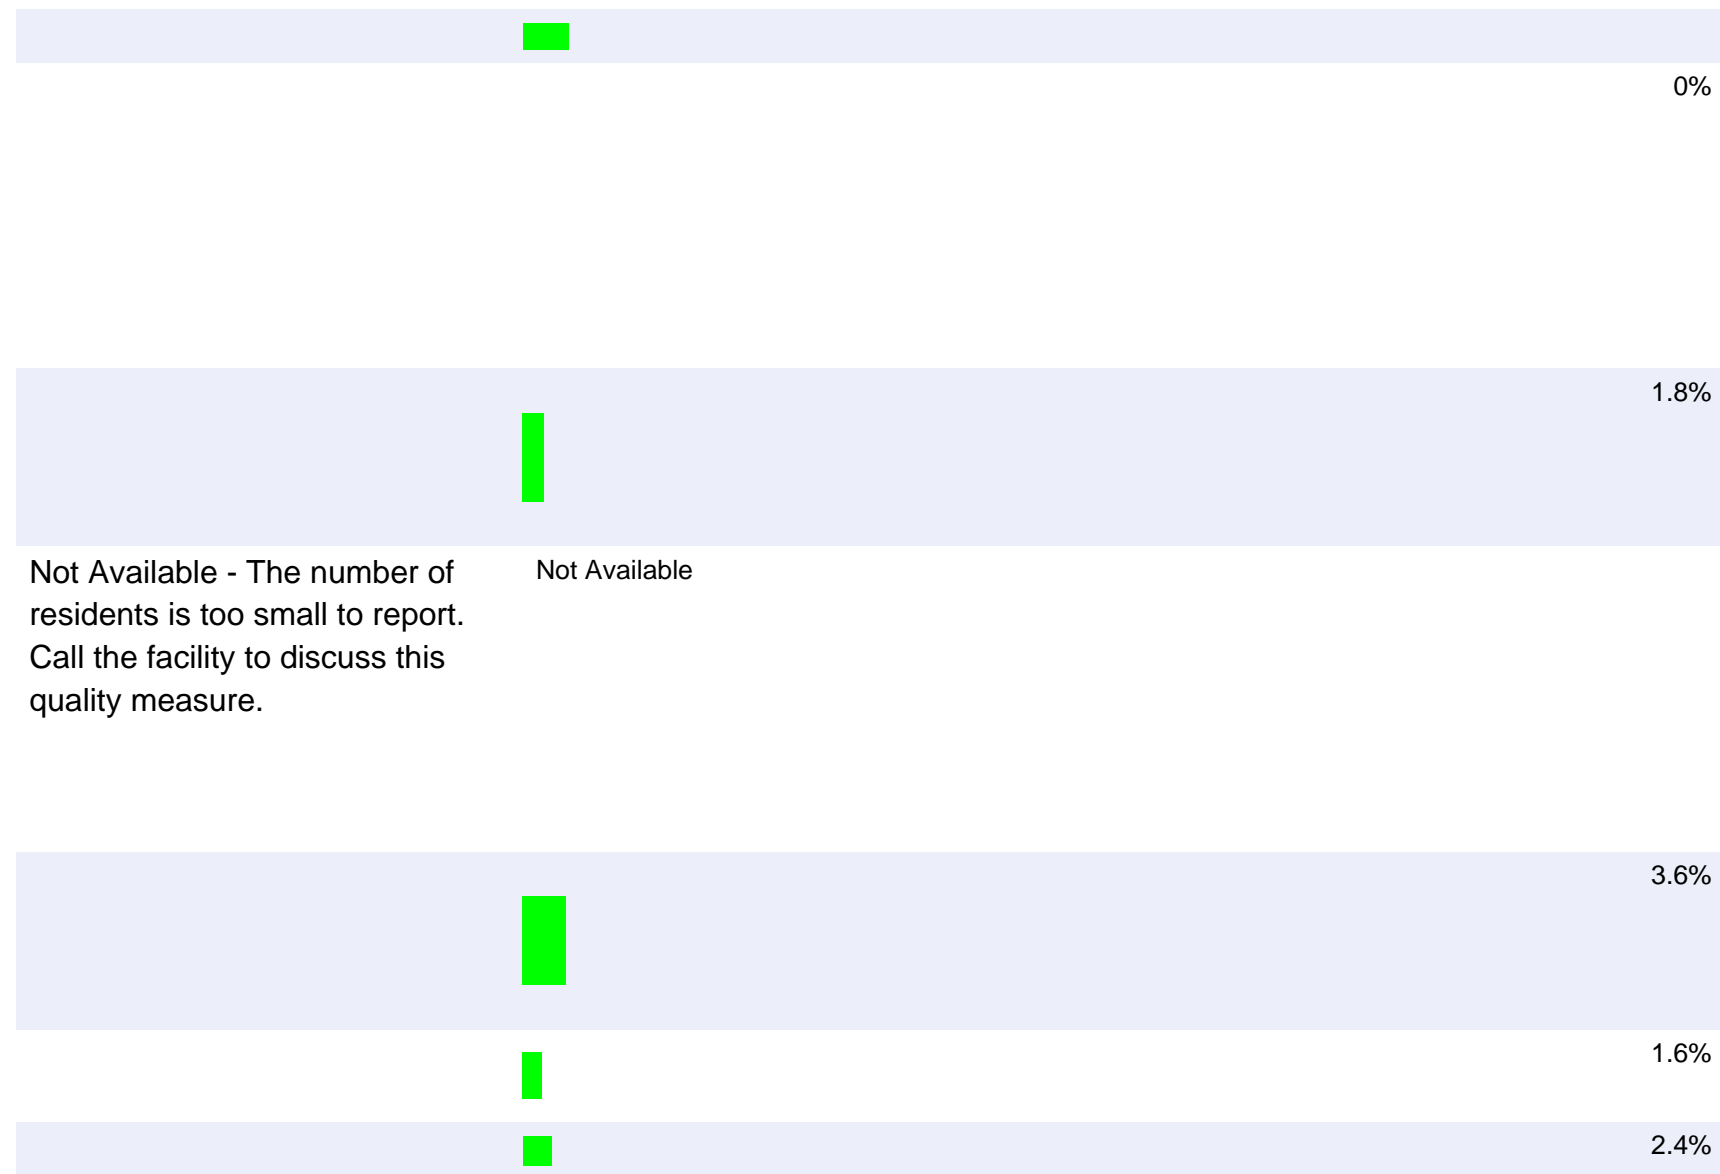 0%
1.8%
Not Available - The number of
residents is too small to report.
Call the facility to discuss this
quality measure.
Not Available
3.6%
1.6%
2.4%